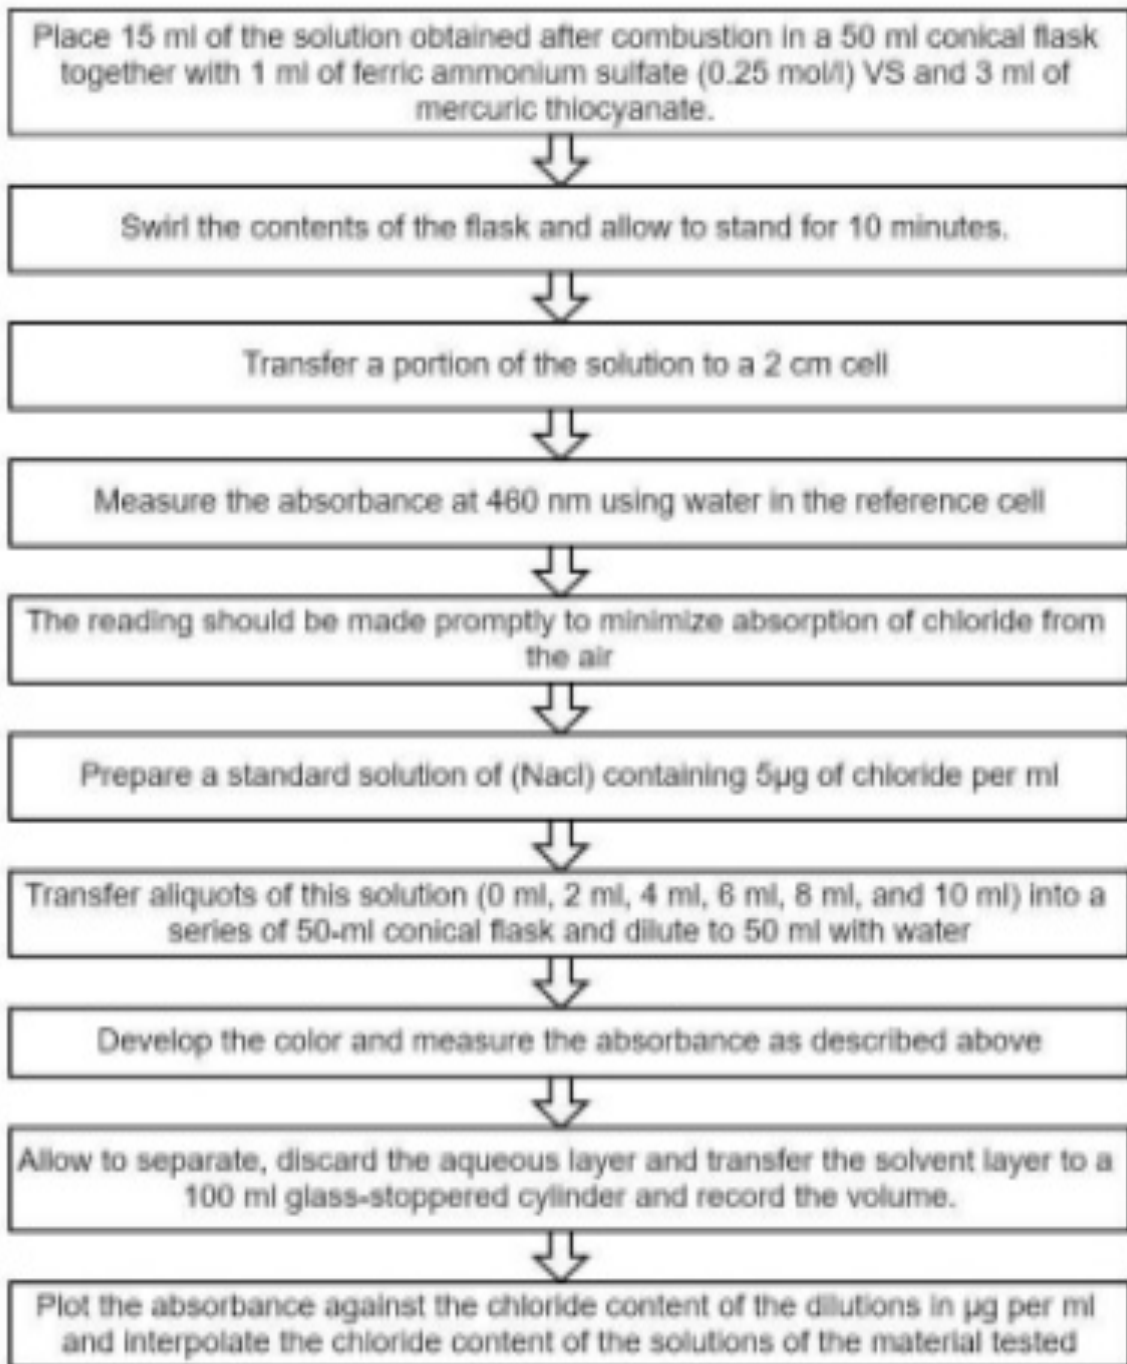 Place 15 ml of the solution obtained after combustion in a 50 ml conical flask
together with 1 ml of ferric ammonium sulfate (0.25 mol/l) VS and 3 ml of
mercuric thiocyanate.
Swirl the contents of the flask and allow to stand for 10 minutes.
Transfer a portion of the solution to a 2 cm cell
Measure the absorbance at 460 nm using water in the reference cell
The reading should be made promptly to minimize absorption of chloride from
the air
Prepare a standard solution of (Nacl) containing 5µg of chloride per ml
Transfer aliquots of this solution (0 ml, 2 ml, 4 ml, 6 ml, 8 ml, and 10 ml) into a
series of 50-ml conical flask and dilute to 50 ml with water
Develop the color and measure the absorbance as described above
Allow to separate, discard the aqueous layer and transfer the solvent layer to a
100 ml glass-stoppered cylinder and record the volume.
Plot the absorbance against the chloride content of the dilutions in µg per ml
and interpolate the chloride content of the solutions of the material tested